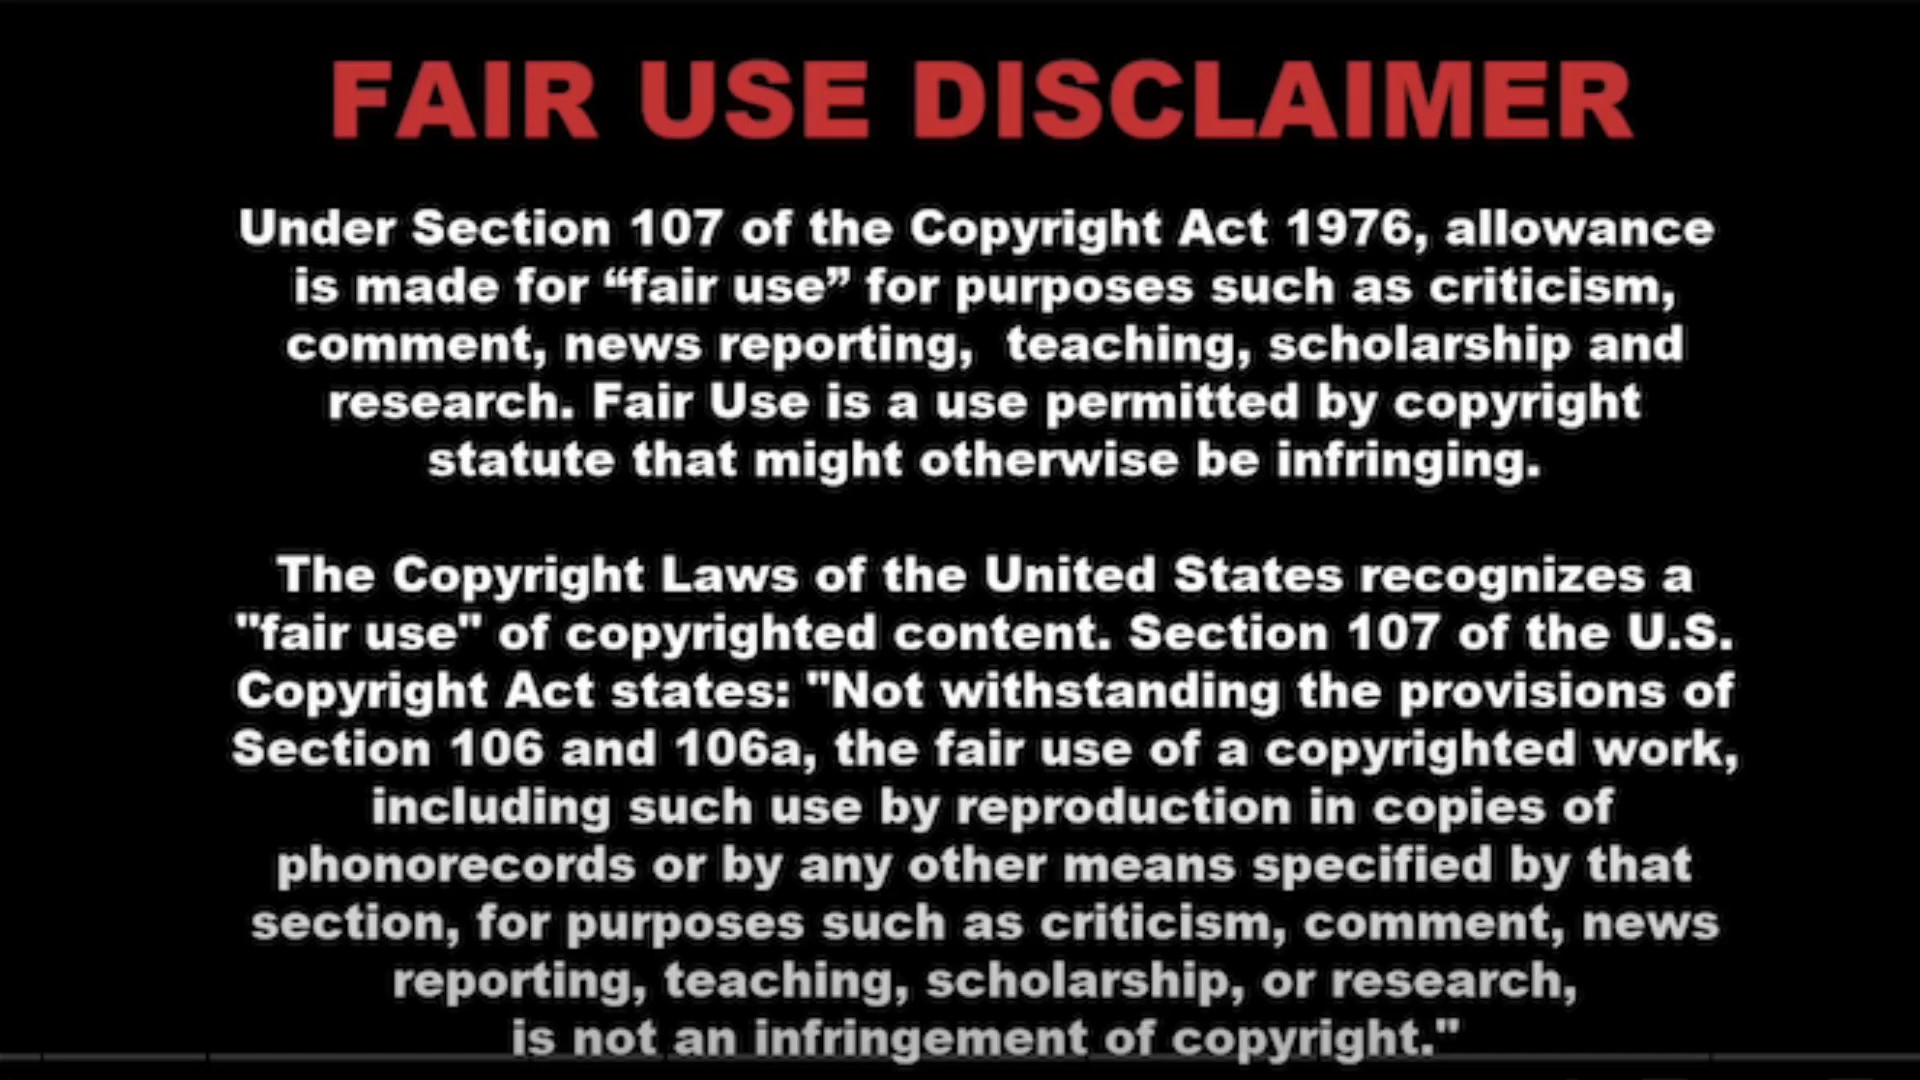 FAIR USE DISCLAIMER
Under Section 107 of the Copyright Act 1976, allowance
is made for “fair use” for purposes such as criticism,
comment, news reporting,  teaching, scholarship and
research. Fair Use is a use permitted by copyright
statute that might otherwise be infringing.
The Copyright Laws of the United States recognizes a
"fair use" of copyrighted content. Section 107 of the U.S.
Copyright Act states: "Not withstanding the provisions of
Section 106 and 106a, the fair use of a copyrighted work,
including such use by reproduction in copies of
phonorecords or by any other means specified by that
section, for purposes such as criticism, comment, news
reporting, teaching, scholarship, or research,
is not an infringement of copyright."